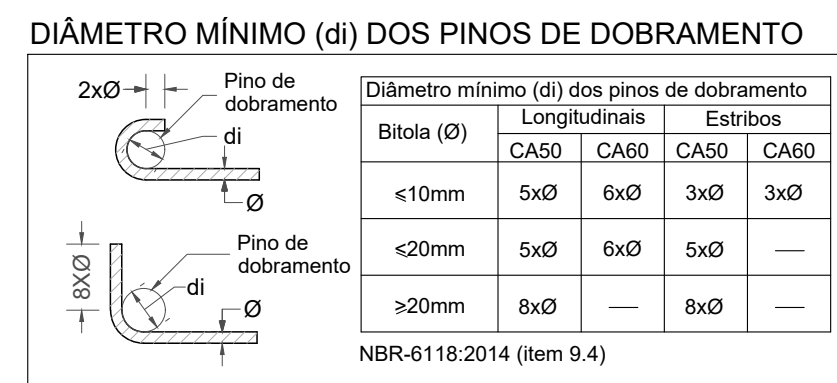 DIÂMETRO MÍNIMO (di) DOS PINOS DE DOBRAMENTO
2xØ
Pino de
dobramento
di
Ø
Pino de
dobramento
8XØ
di
Ø
Diâmetro mínimo (di) dos pinos de dobramento
Bitola (Ø) Longitudinais Estribos
CA50 CA60 CA50 CA60
⩽10mm 5xØ 6xØ 3xØ 3xØ
⩽20mm 5xØ 6xØ 5xØ —
⩾20mm 8xØ — 8xØ —
NBR-6118:2014 (item 9.4)